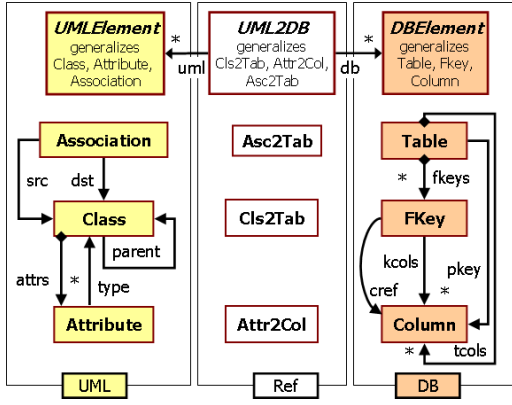 UMLElement
generalizes
Class, Attribute,
Association
*
uml
UML2DB
generalizes
Cls2Tab, Attr2Col,
Asc2Tab
db
*
DBElement
generalizes
Table, Fkey,
Column
Association
src
dst
Class
parent
attrs
*
type
Attribute
UML
Asc2Tab
Cls2Tab
Attr2Col
Ref
Table
*
fkeys
FKey
kcols
pkey
cref
*
Column
*
tcols
DB